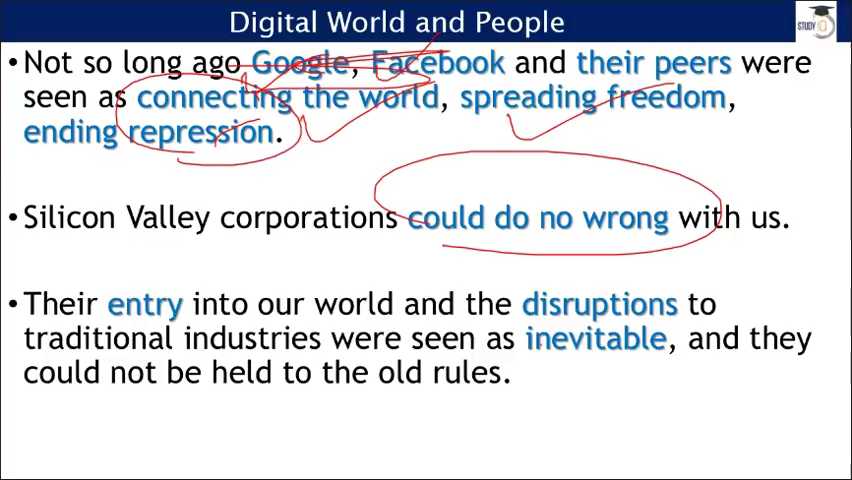 Digital World and People
STUDY IQ
•Not so long ago Google, Facebook and their peers were
seen as connecting the world, spreading freedom,
ending repression.
•Silicon Valley corporations could do no wrong with us.
•Their entry into our world and the disruptions to
traditional industries were seen as inevitable, and they
could not be held to the old rules.